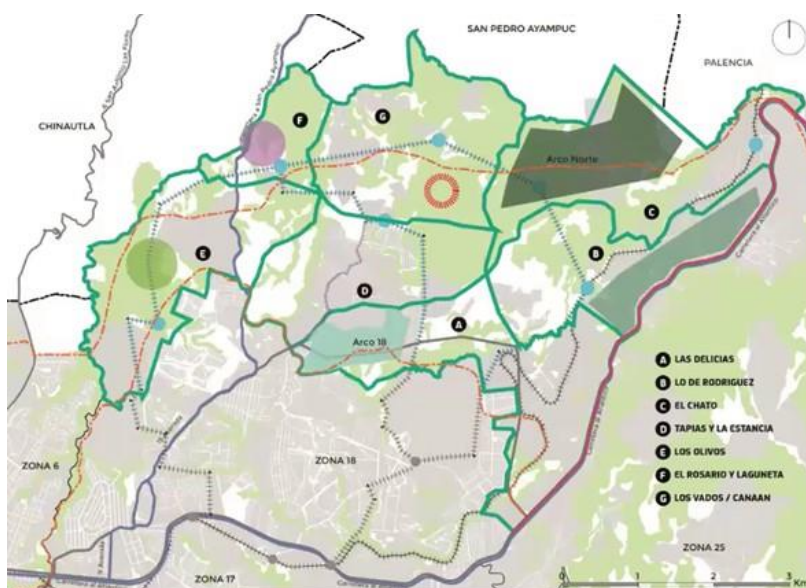 SAN PEDRO AYAMPUC
PALENCIA
CHINAUTLA
F
G
Arco Norte
C
E
B
D
A
Arco 18
ZONA 6
ZONA 18
ZONA 17
ZONA 25
A LAS DELICIAS
B LO DE RODRIGUEZ
C EL CHATO
D TAPIAS Y LA ESTANCIA
E LOS OLIVOS
F EL ROSARIO Y LAGUNETA
G LOS VADOS / CANAAN
0 1 2 3
Km